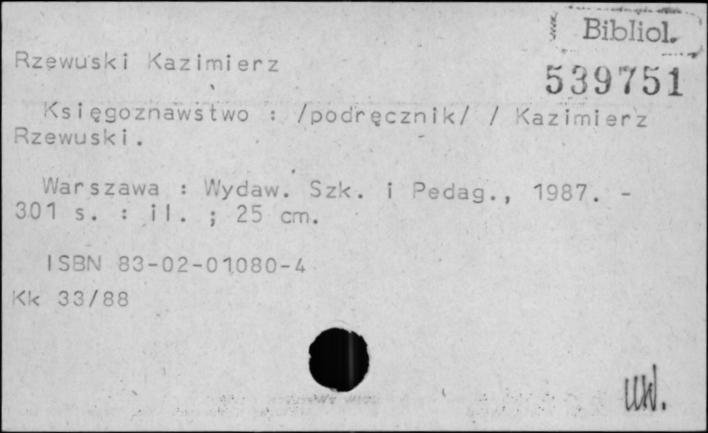 Bibliol.
Rzewuski Kazimierz
539751
Księgoznawstwo : /podręcznik/ / Kazimierz
Rzewuski.
Warszawa : Wydaw. Szk. i Pedag., 1987. -
301 s. : il. ; 25 cm.
ISBN 83-02-01080-4
Kk 33/88